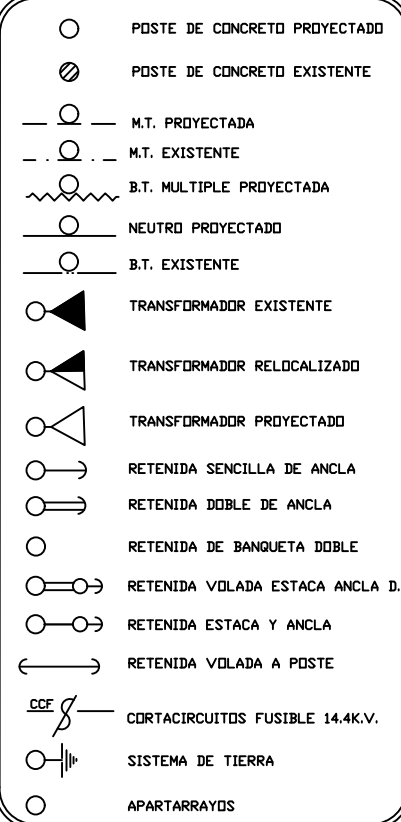 POSTE DE CONCRETO PROYECTADO
POSTE DE CONCRETO EXISTENTE
M.T. PROYECTADA
M.T. EXISTENTE
B.T. MULTIPLE PROYECTADA
NEUTRO PROYECTADO
B.T. EXISTENTE
TRANSFORMADOR EXISTENTE
TRANSFORMADOR RELOCALIZADO
TRANSFORMADOR PROYECTADO
RETENIDA SENCILLA DE ANCLA
RETENIDA DOBLE DE ANCLA
RETENIDA DE BANQUETA DOBLE
RETENIDA VOLADA ESTACA ANCLA D.
RETENIDA ESTACA Y ANCLA
RETENIDA VOLADA A POSTE
CCF CORTACIRCUITOS FUSIBLE 14.4K.V.
SISTEMA DE TIERRA
APARTARRAYOS